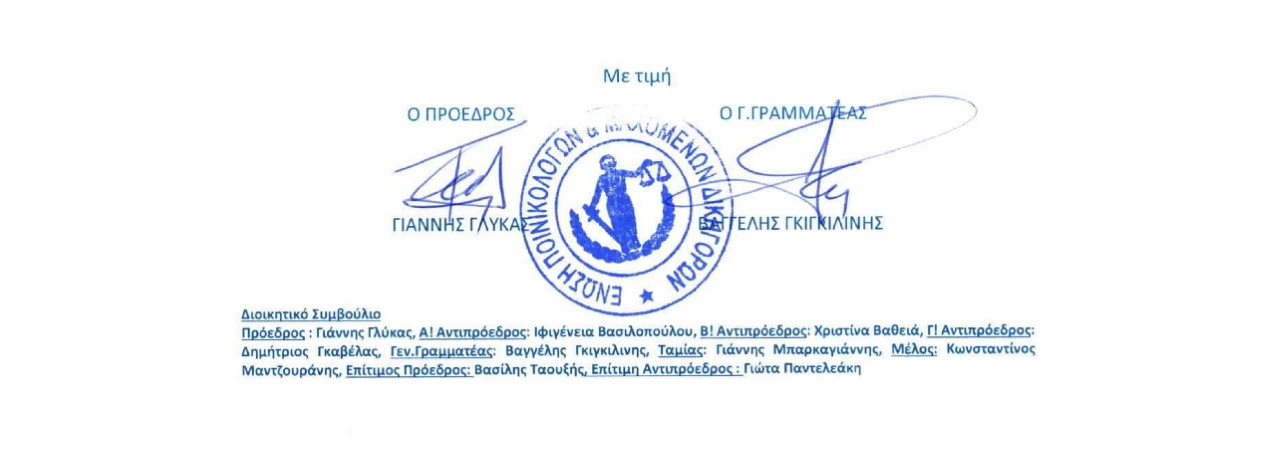 Με τιμή
Ο ΠΡΟΕΔΡΟΣ Ο Γ.ΓΡΑΜΜΑΤΕΑΣ
ΕΝΩΣΗ ΠΟΙΝΙΚΟΛΟΓΩΝ & ΜΑΧΟΜΕΝΩΝ ΔΙΚΗΓΟΡΩΝ
ΓΙΑΝΝΗΣ ΓΛΥΚΑΣ ΒΑΓΓΕΛΗΣ ΓΚΙΓΚΙΛΙΝΗΣ
Διοικητικό Συμβούλιο
Πρόεδρος : Γιάννης Γλύκας, Α! Αντιπρόεδρος: Ιφιγένεια Βασιλοπούλου, Β! Αντιπρόεδρος: Χριστίνα Βαθειά, Γ! Αντιπρόεδρος:
Δημήτριος Γκαβέλας, Γεν.Γραμματέας: Βαγγέλης Γκιγκιλινης, Ταμίας: Γιάννης Μπαρκαγιάννης, Μέλος: Κωνσταντίνος
Μαντζουράνης, Επίτιμος Πρόεδρος: Βασίλης Ταουξής, Επίτιμη Αντιπρόεδρος : Γιώτα Παντελεάκη